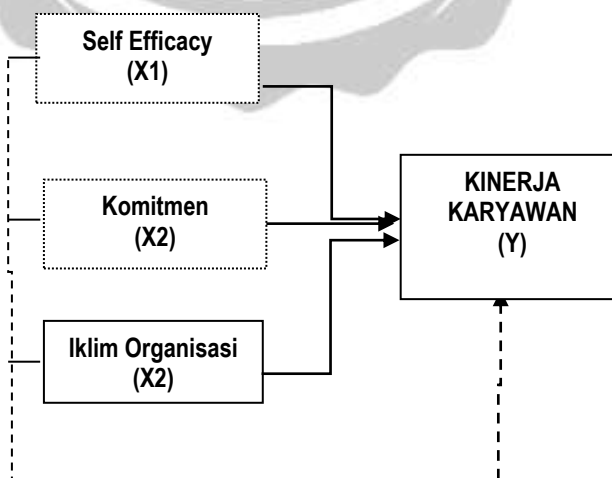 Self Efficacy
(X1)
Komitmen
(X2)
Iklim Organisasi
(X2)
KINERJA
KARYAWAN
(Y)